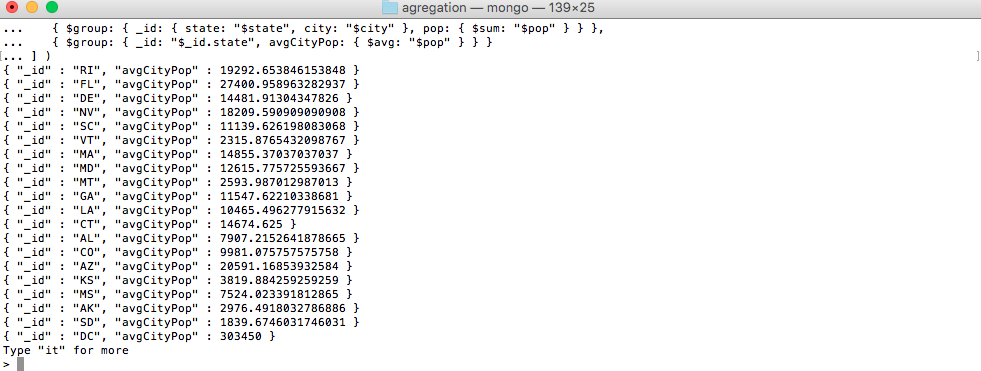 agregation — mongo — 139×25
...    { $group: { _id: { state: "$state", city: "$city" }, pop: { $sum: "$pop" } } },
...    { $group: { _id: "$_id.state", avgCityPop: { $avg: "$pop" } } }
[... ] )                                                                                                                                  ]
{ "_id" : "RI", "avgCityPop" : 19292.653846153848 }
{ "_id" : "FL", "avgCityPop" : 27400.958963282937 }
{ "_id" : "DE", "avgCityPop" : 14481.91304347826 }
{ "_id" : "NV", "avgCityPop" : 18209.590909090908 }
{ "_id" : "SC", "avgCityPop" : 11139.626198083068 }
{ "_id" : "VT", "avgCityPop" : 2315.8765432098767 }
{ "_id" : "MA", "avgCityPop" : 14855.37037037037 }
{ "_id" : "MD", "avgCityPop" : 12615.775725593667 }
{ "_id" : "MT", "avgCityPop" : 2593.987012987013 }
{ "_id" : "GA", "avgCityPop" : 11547.62210338681 }
{ "_id" : "LA", "avgCityPop" : 10465.496277915632 }
{ "_id" : "CT", "avgCityPop" : 14674.625 }
{ "_id" : "AL", "avgCityPop" : 7907.2152641878665 }
{ "_id" : "CO", "avgCityPop" : 9981.075757575758 }
{ "_id" : "AZ", "avgCityPop" : 20591.16853932584 }
{ "_id" : "KS", "avgCityPop" : 3819.884259259259 }
{ "_id" : "MS", "avgCityPop" : 7524.023391812865 }
{ "_id" : "AK", "avgCityPop" : 2976.4918032786886 }
{ "_id" : "SD", "avgCityPop" : 1839.6746031746031 }
{ "_id" : "DC", "avgCityPop" : 303450 }
Type "it" for more
>